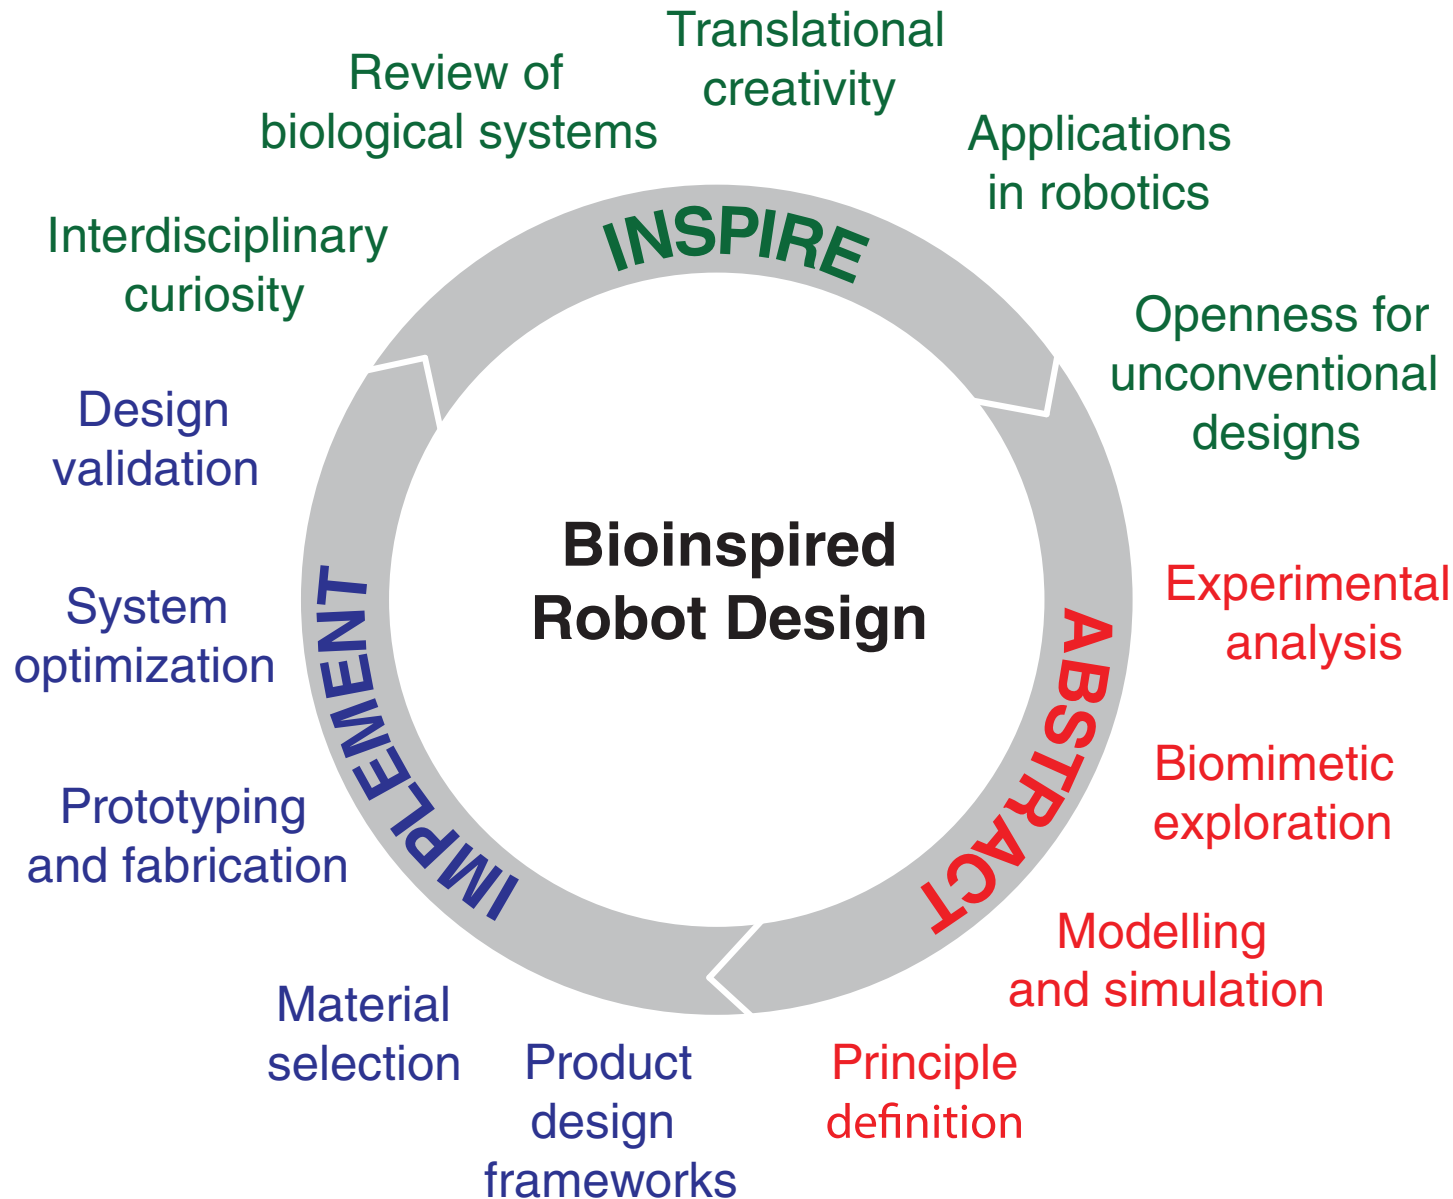 Translational
creativity
Review of
biological systems
Applications
in robotics
Interdisciplinary
curiosity
INSPIRE
Openness for
unconventional
designs
Design
validation
Bioinspired
Robot Design
Experimental
analysis
System
optimization
IMPLEMENT
ABSTRACT
Biomimetic
exploration
Prototyping
and fabrication
Modelling
and simulation
Material
selection
Product
design
frameworks
Principle
definition